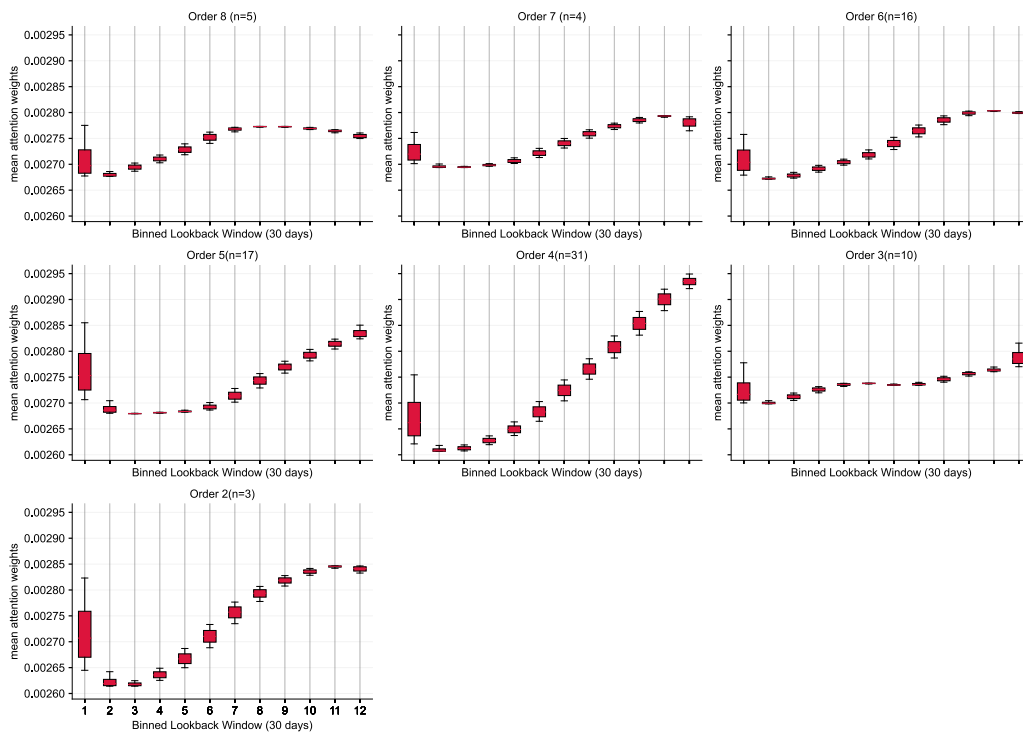 Order 8 (n=5)
Order 7 (n=4)
Order 6(n=16)
0.00295
0.00290
0.00285
0.00280
0.00275
0.00270
0.00265
0.00260
mean attention weights
mean attention weights
mean attention weights
Binned Lookback Window (30 days)
Binned Lookback Window (30 days)
Binned Lookback Window (30 days)
Order 5(n=17)
Order 4(n=31)
Order 3(n=10)
0.00295
0.00290
0.00285
0.00280
0.00275
0.00270
0.00265
0.00260
mean attention weights
mean attention weights
mean attention weights
Binned Lookback Window (30 days)
Binned Lookback Window (30 days)
Binned Lookback Window (30 days)
Order 2(n=3)
0.00295
0.00290
0.00285
0.00280
0.00275
0.00270
0.00265
0.00260
mean attention weights
1 2 3 4 5 6 7 8 9 10 11 12
Binned Lookback Window (30 days)